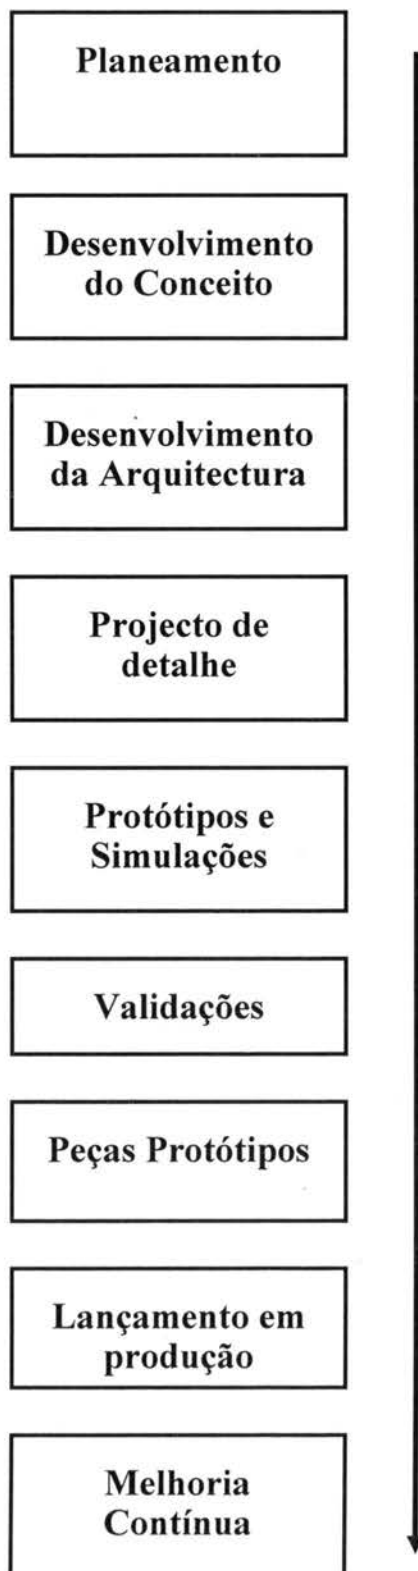 Planeamento
Desenvolvimento
do Conceito
Desenvolvimento
da Arquitectura
Projecto de
detalhe
Protótipos e
Simulações
Validações
Peças Protótipos
Lançamento em
produção
Melhoria
Contínua